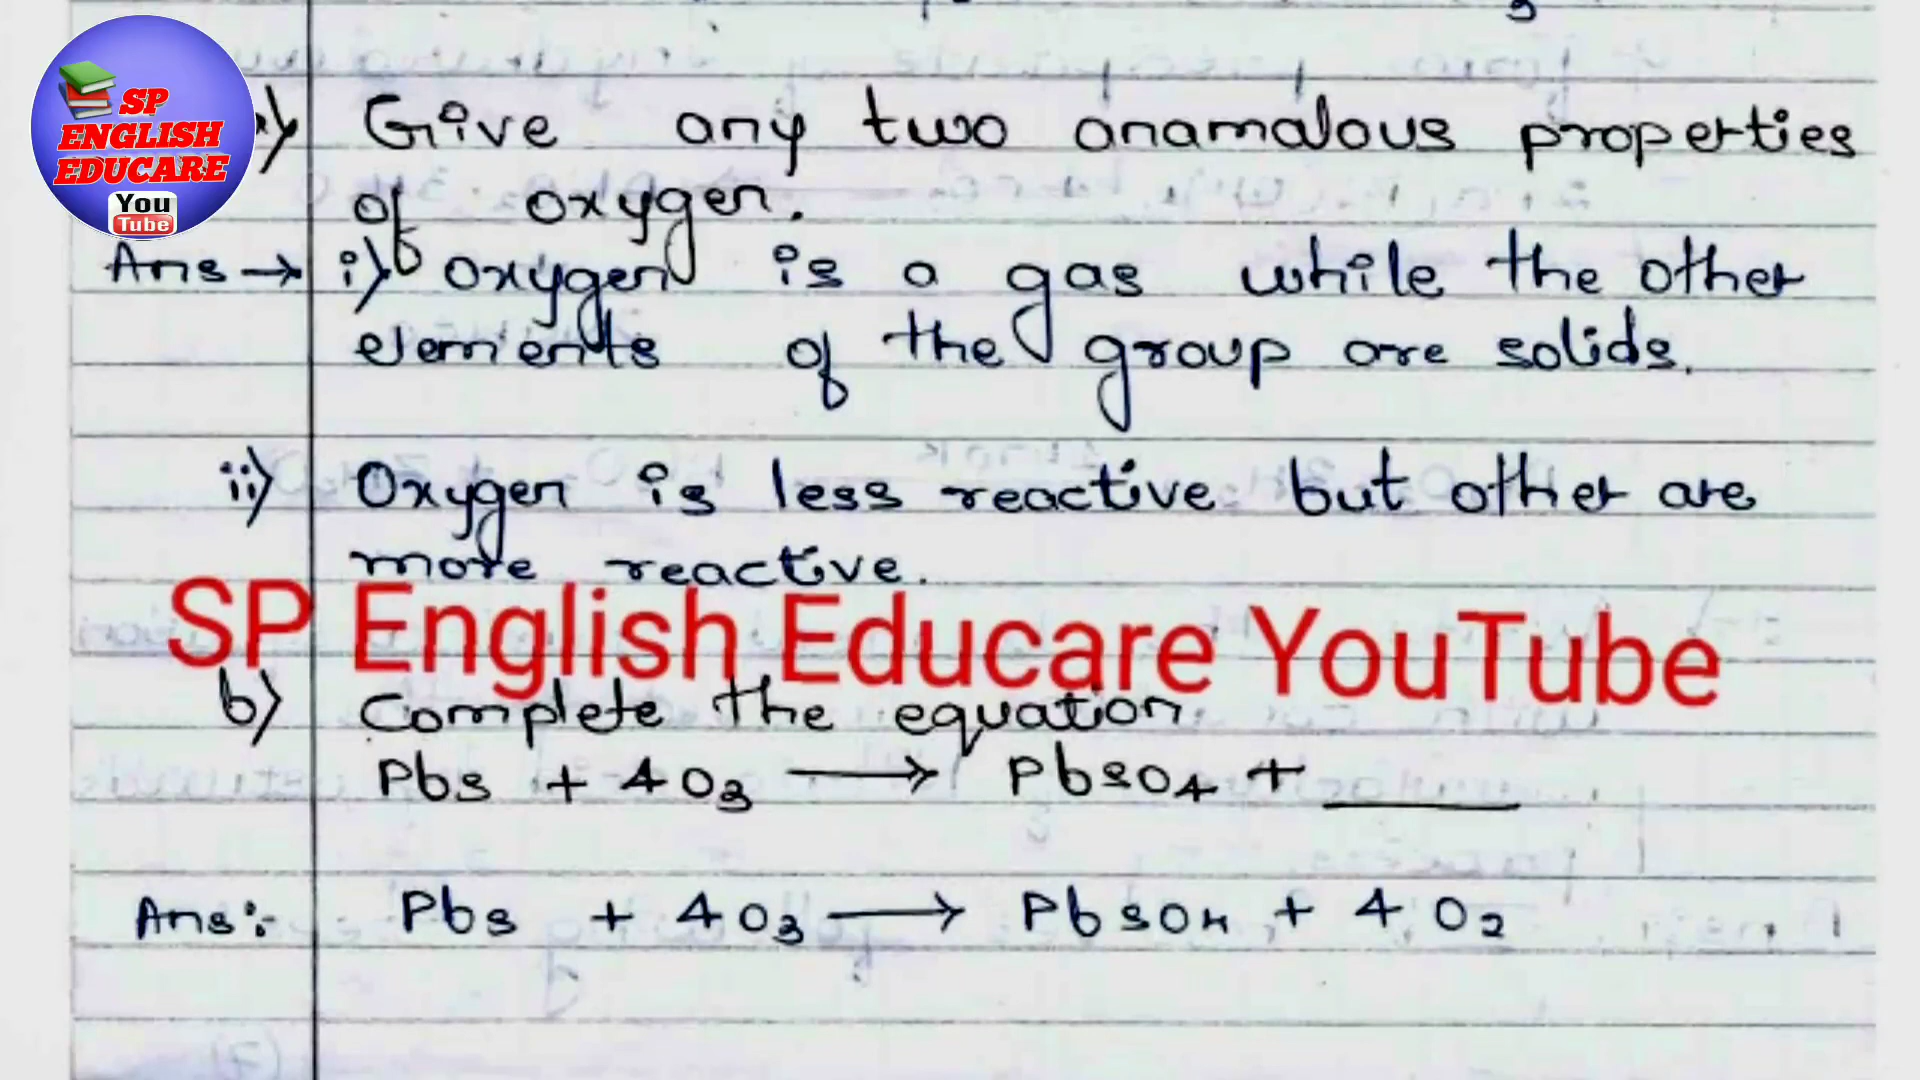 SP
ENGLISH
EDUCARE
You
Tube
a) Give any two anamalous properties
of oxygen.
Ans → i) Oxygen is a gas while the other
elements of the group are solids.
ii) Oxygen is less reactive but other are
more reactive.
SP English Educare YouTube
b) Complete the equation
Pbs + 4O₃ ⟶ PbsO₄ + ____
Ans:- Pbs + 4O₃ ⟶ PbsO₄ + 4O₂